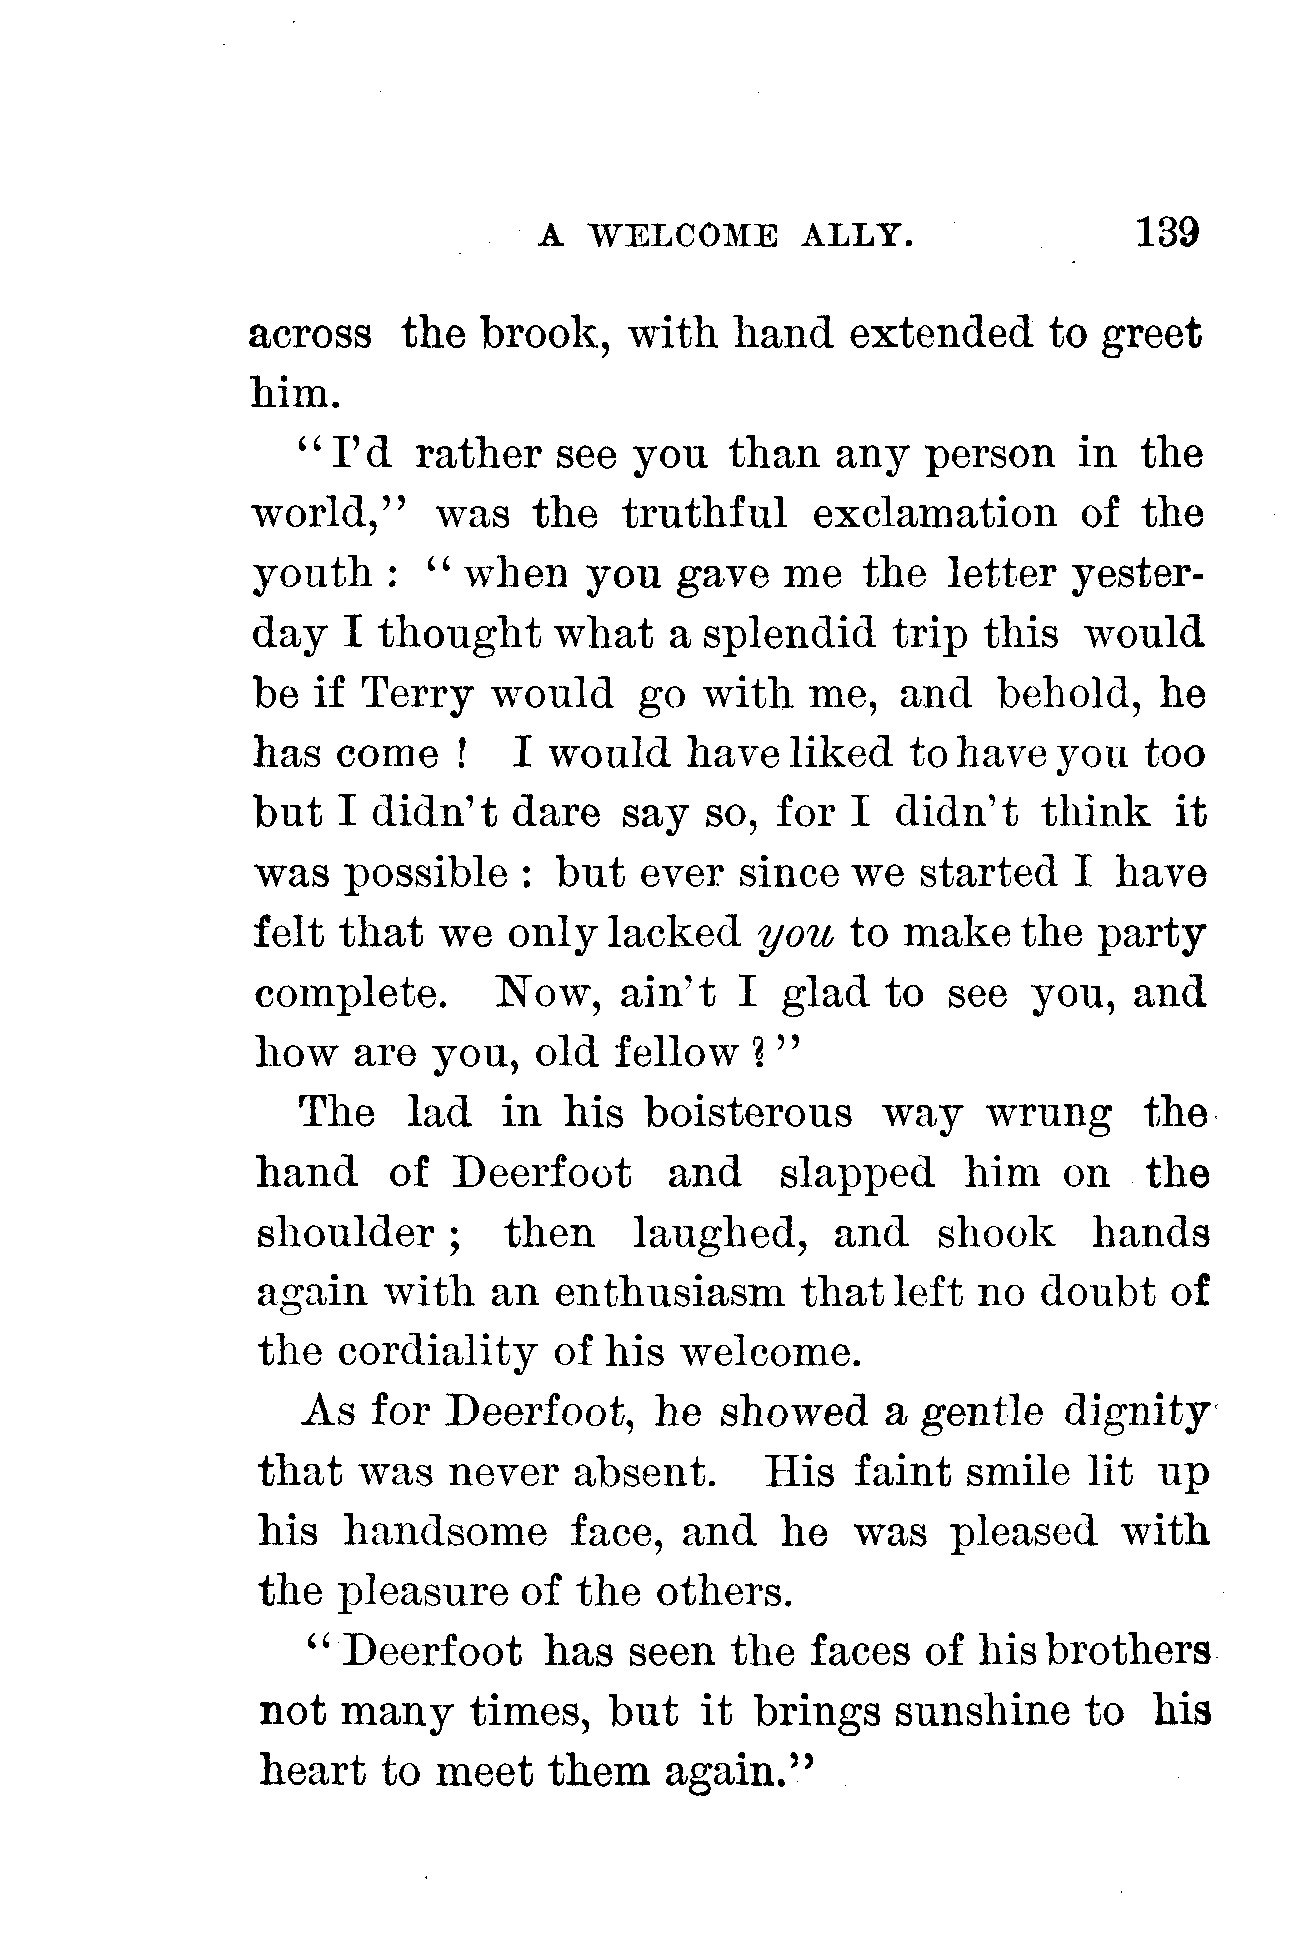 A WELCOME ALLY. 139
across the brook, with hand extended to greet
him.
"I'd rather see you than any person in the
world," was the truthful exclamation of the
youth : "when you gave me the letter yester-
day I thought what a splendid trip this would
be if Terry would go with me, and behold, he
has come ! I would have liked to have you too
but I didn't dare say so, for I didn't think it
was possible : but ever since we started I have
felt that we only lacked you to make the party
complete. Now, ain't I glad to see you, and
how are you, old fellow ?"
The lad in his boisterous way wrung the
hand of Deerfoot and slapped him on the
shoulder ; then laughed, and shook hands
again with an enthusiasm that left no doubt of
the cordiality of his welcome.
As for Deerfoot, he showed a gentle dignity
that was never absent. His faint smile lit up
his handsome face, and he was pleased with
the pleasure of the others.
"Deerfoot has seen the faces of his brothers
not many times, but it brings sunshine to his
heart to meet them again."